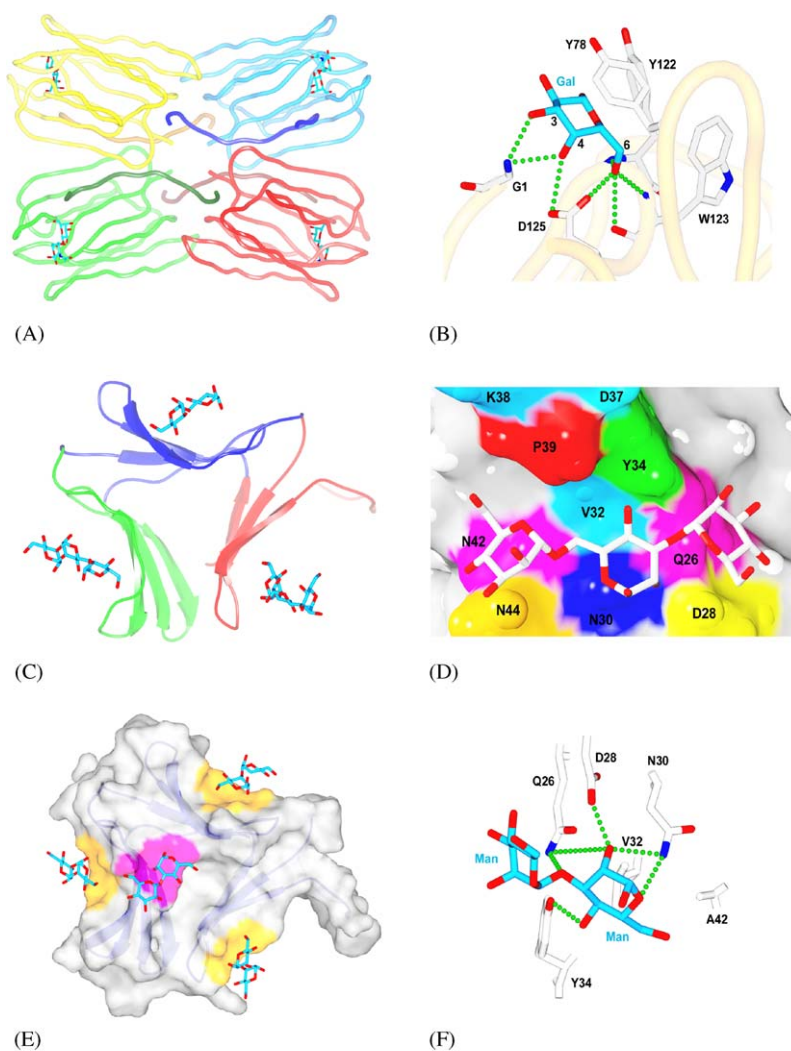 (A)
Y78
Y122
Gal
3
4
6
G1
D125
W123
(B)
(C)
K38
D37
P39
Y34
V32
N42
Q26
N44
N30
D28
(D)
(E)
D28
N30
Q26
V32
Man
A42
Man
Y34
(F)